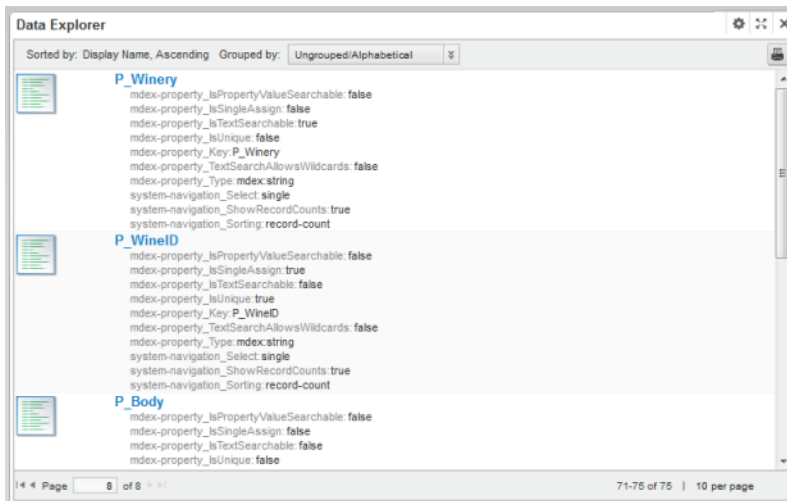 Data Explorer
Sorted by: Display Name, Ascending Grouped by: Ungrouped/Alphabetical
P_Winery
mdex-property_IsPropertyValueSearchable: false
mdex-property_IsSingleAssign: false
mdex-property_IsTextSearchable: true
mdex-property_IsUnique: false
mdex-property_Key: P_Winery
mdex-property_TextSearchAllowsWildcards: false
mdex-property_Type: mdex:string
system-navigation_Select: single
system-navigation_ShowRecordCounts: true
system-navigation_Sorting: record-count
P_WineID
mdex-property_IsPropertyValueSearchable: false
mdex-property_IsSingleAssign: true
mdex-property_IsTextSearchable: false
mdex-property_IsUnique: true
mdex-property_Key: P_WineID
mdex-property_TextSearchAllowsWildcards: false
mdex-property_Type: mdex:string
system-navigation_Select: single
system-navigation_ShowRecordCounts: true
system-navigation_Sorting: record-count
P_Body
mdex-property_IsPropertyValueSearchable: false
mdex-property_IsSingleAssign: false
mdex-property_IsTextSearchable: false
mdex-property_IsUnique: false
Page 8 of 8 71-75 of 75 | 10 per page